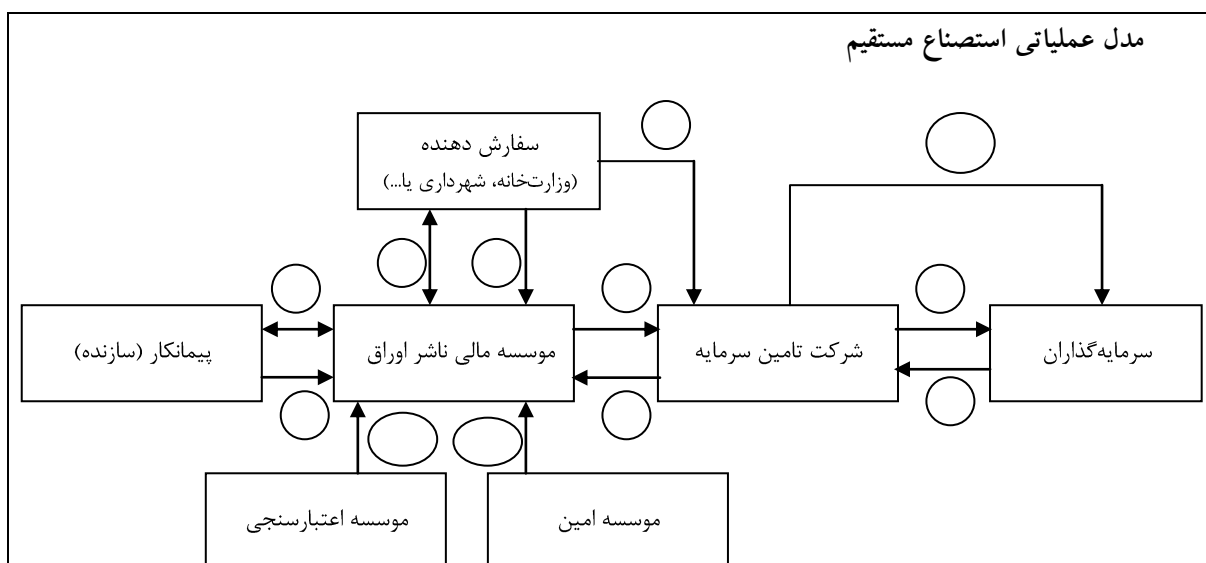 مدل عملیاتی استصناع مستقیم
سفارش دهنده
(وزارت‌خانه، شهرداری یا...)
سرمایه‌گذاران
شرکت تامین سرمایه
موسسه مالی ناشر اوراق
پیمانکار (سازنده)
موسسه امین
موسسه اعتبارسنجی